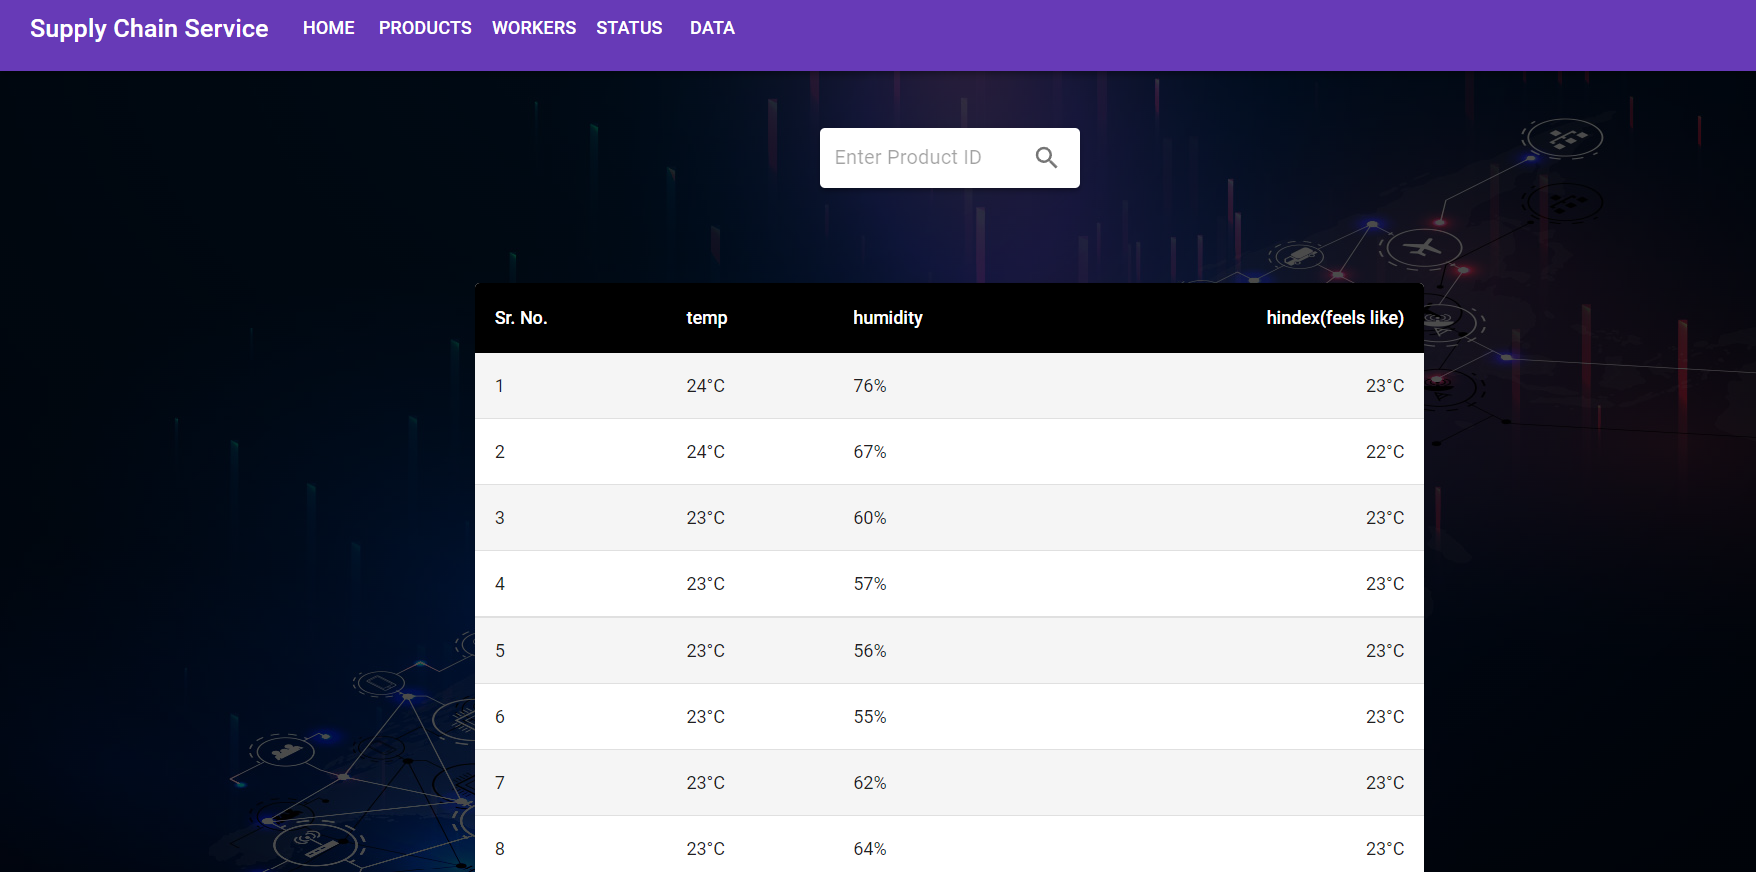 Supply Chain Service HOME PRODUCTS WORKERS STATUS DATA
Enter Product ID
Sr. No. temp humidity hindex(feels like)
1 24°C 76% 23°C
2 24°C 67% 22°C
3 23°C 60% 23°C
4 23°C 57% 23°C
5 23°C 56% 23°C
6 23°C 55% 23°C
7 23°C 62% 23°C
8 23°C 64% 23°C